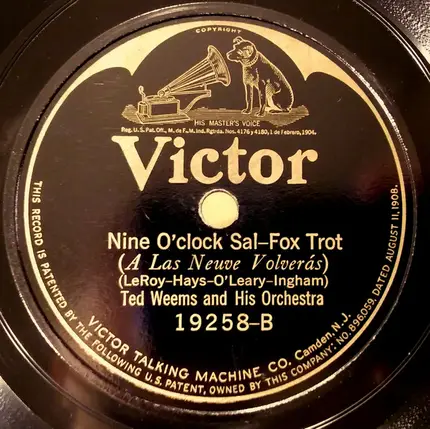 COPYRIGHT
HIS MASTER'S VOICE
Reg. U.S. Pat. Off., M. de F., M. Ind. Rgtrda. Nos. 4176 y 4180, 1 de Febrero, 1904.
Victor
Nine O'clock Sal–Fox Trot
(A Las Neuve Volverás)
(LeRoy–Hays–O'Leary–Ingham)
Ted Weems and His Orchestra
19258-B
VICTOR TALKING MACHINE CO. Camden, N.J.
THIS RECORD IS PATENTED BY THE FOLLOWING U.S. PATENT, OWNED BY THIS COMPANY: NO. 896,059, DATED AUGUST 11, 1908.